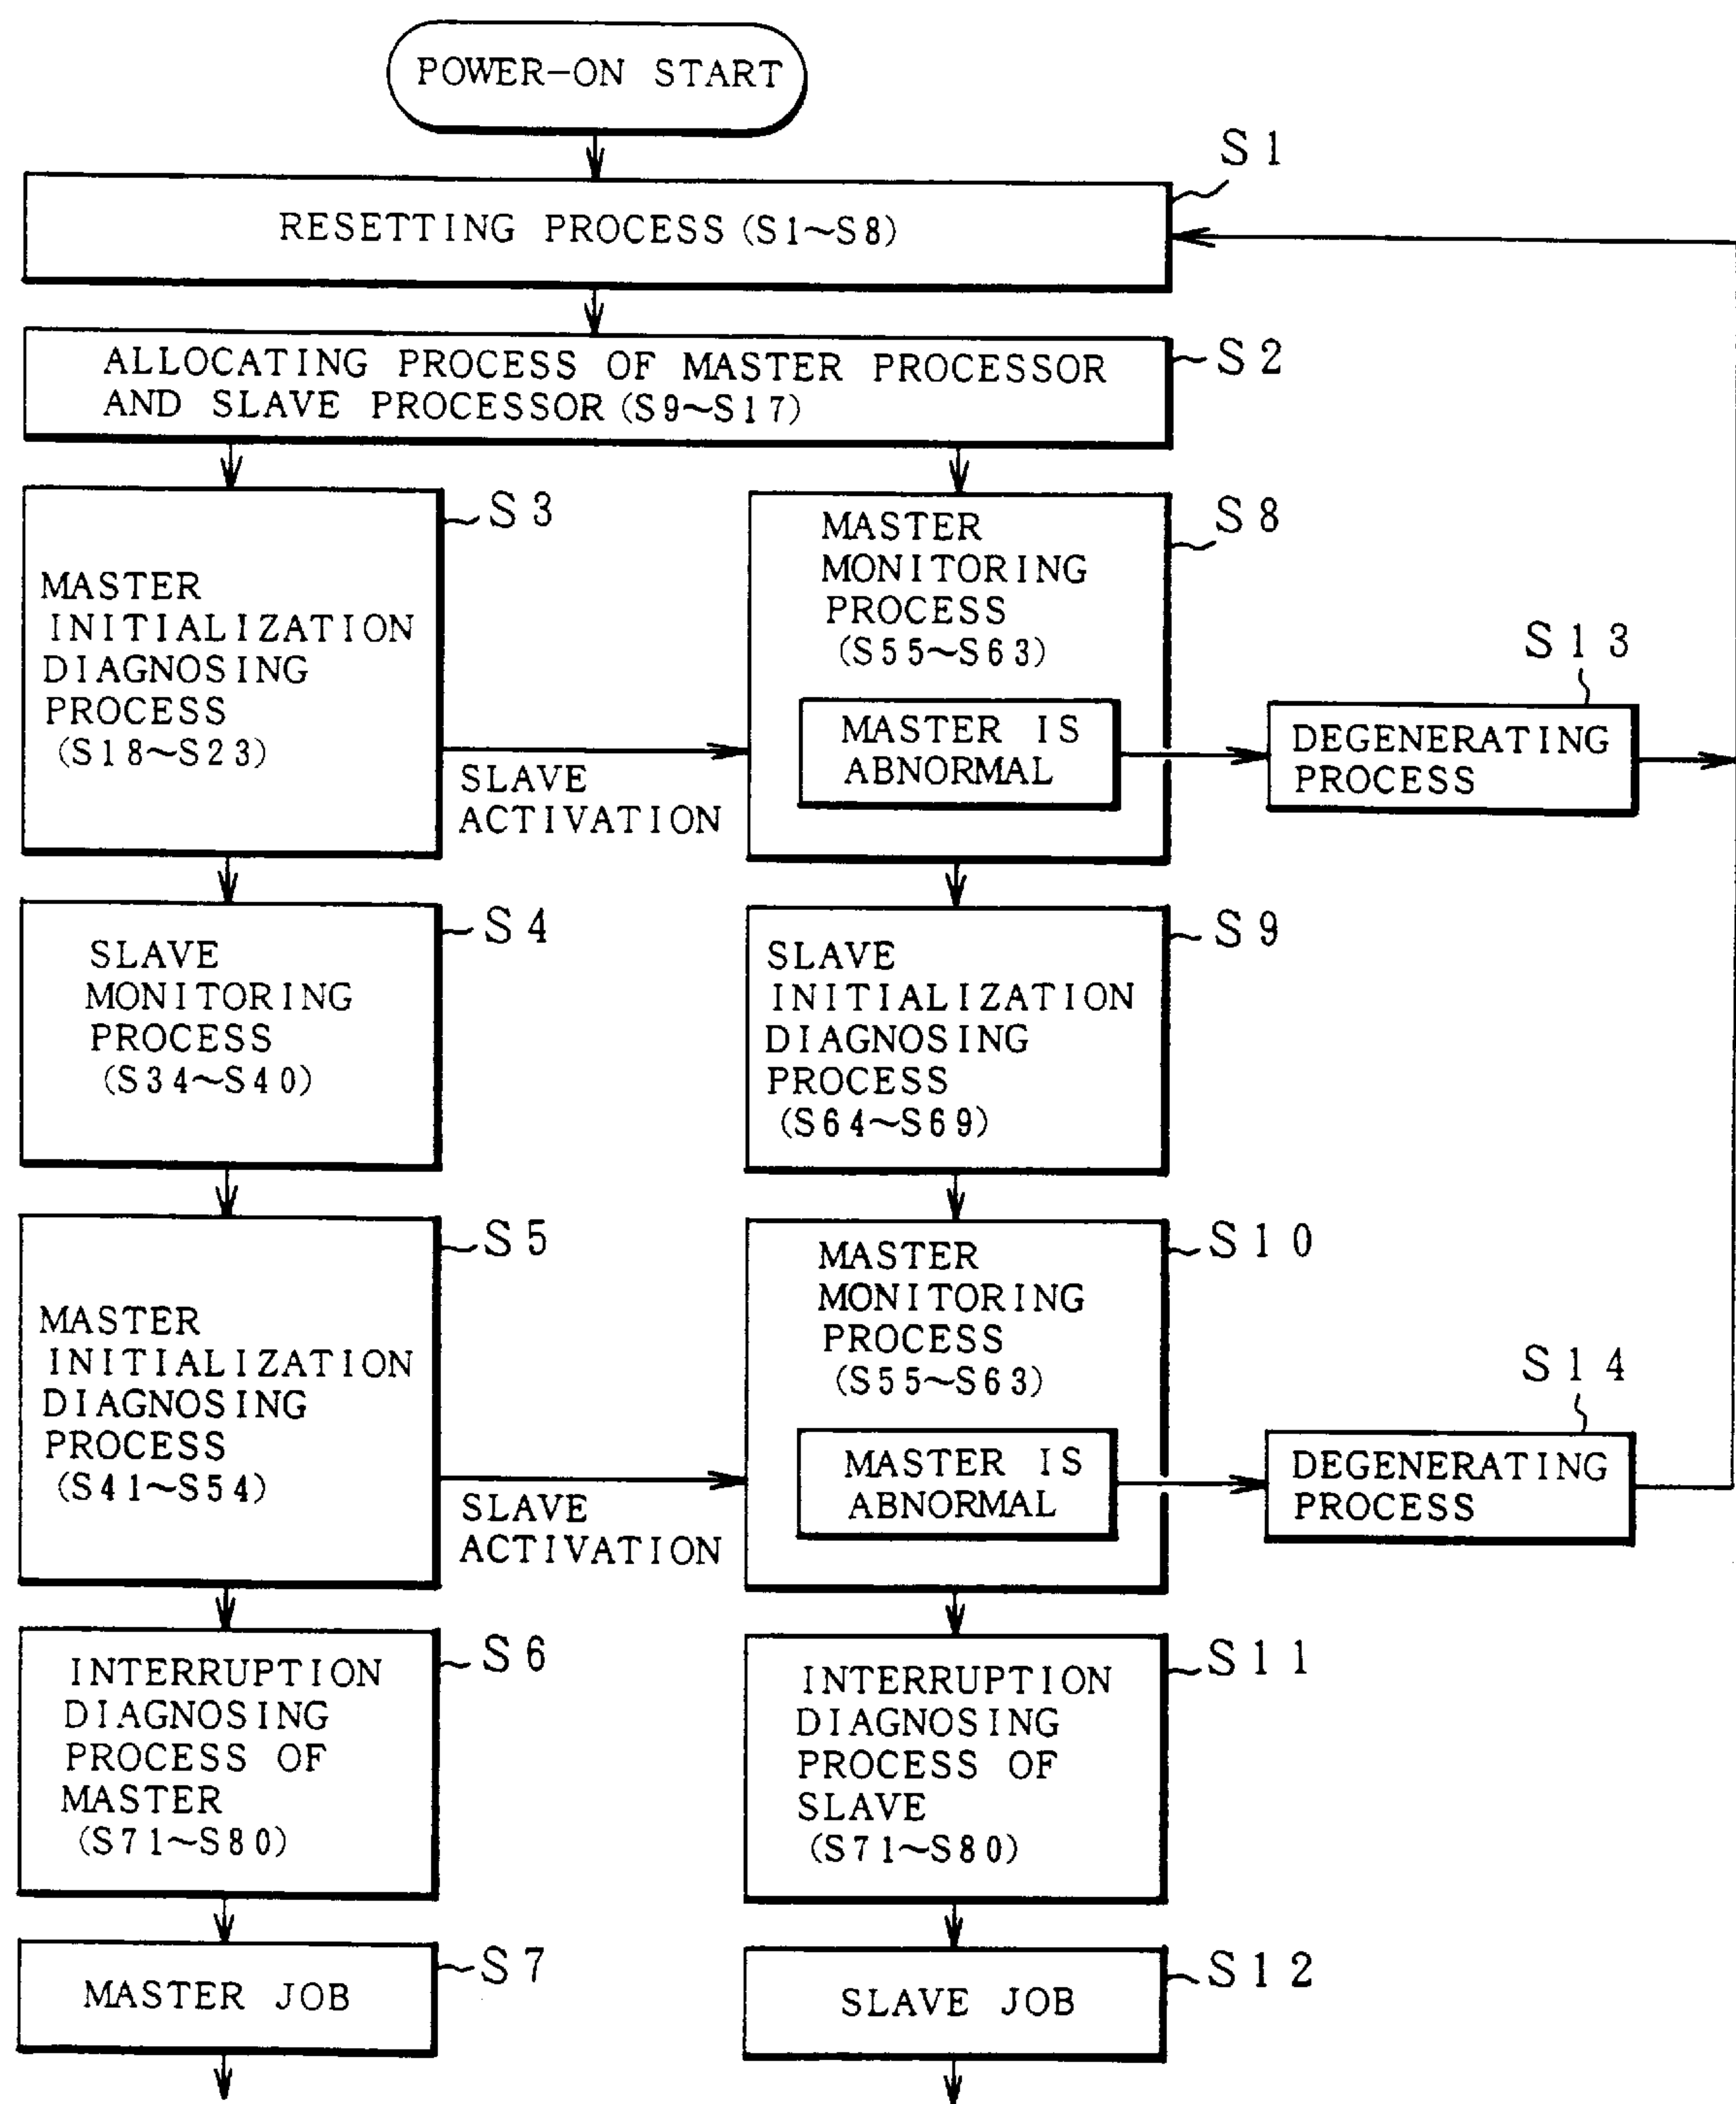 POWER-ON START
S1
RESETTING PROCESS (S1~S8)
S2
ALLOCATING PROCESS OF MASTER PROCESSOR
AND SLAVE PROCESSOR (S9~S17)
S3
MASTER
INITIALIZATION
DIAGNOSING
PROCESS
(S18~S23)
SLAVE
ACTIVATION
S8
MASTER
MONITORING
PROCESS
(S55~S63)
MASTER IS
ABNORMAL
S13
DEGENERATING
PROCESS
S4
SLAVE
MONITORING
PROCESS
(S34~S40)
S9
SLAVE
INITIALIZATION
DIAGNOSING
PROCESS
(S64~S69)
S5
MASTER
INITIALIZATION
DIAGNOSING
PROCESS
(S41~S54)
SLAVE
ACTIVATION
S10
MASTER
MONITORING
PROCESS
(S55~S63)
MASTER IS
ABNORMAL
S14
DEGENERATING
PROCESS
S6
INTERRUPTION
DIAGNOSING
PROCESS OF
MASTER
(S71~S80)
S11
INTERRUPTION
DIAGNOSING
PROCESS OF
SLAVE
(S71~S80)
S7
MASTER JOB
S12
SLAVE JOB